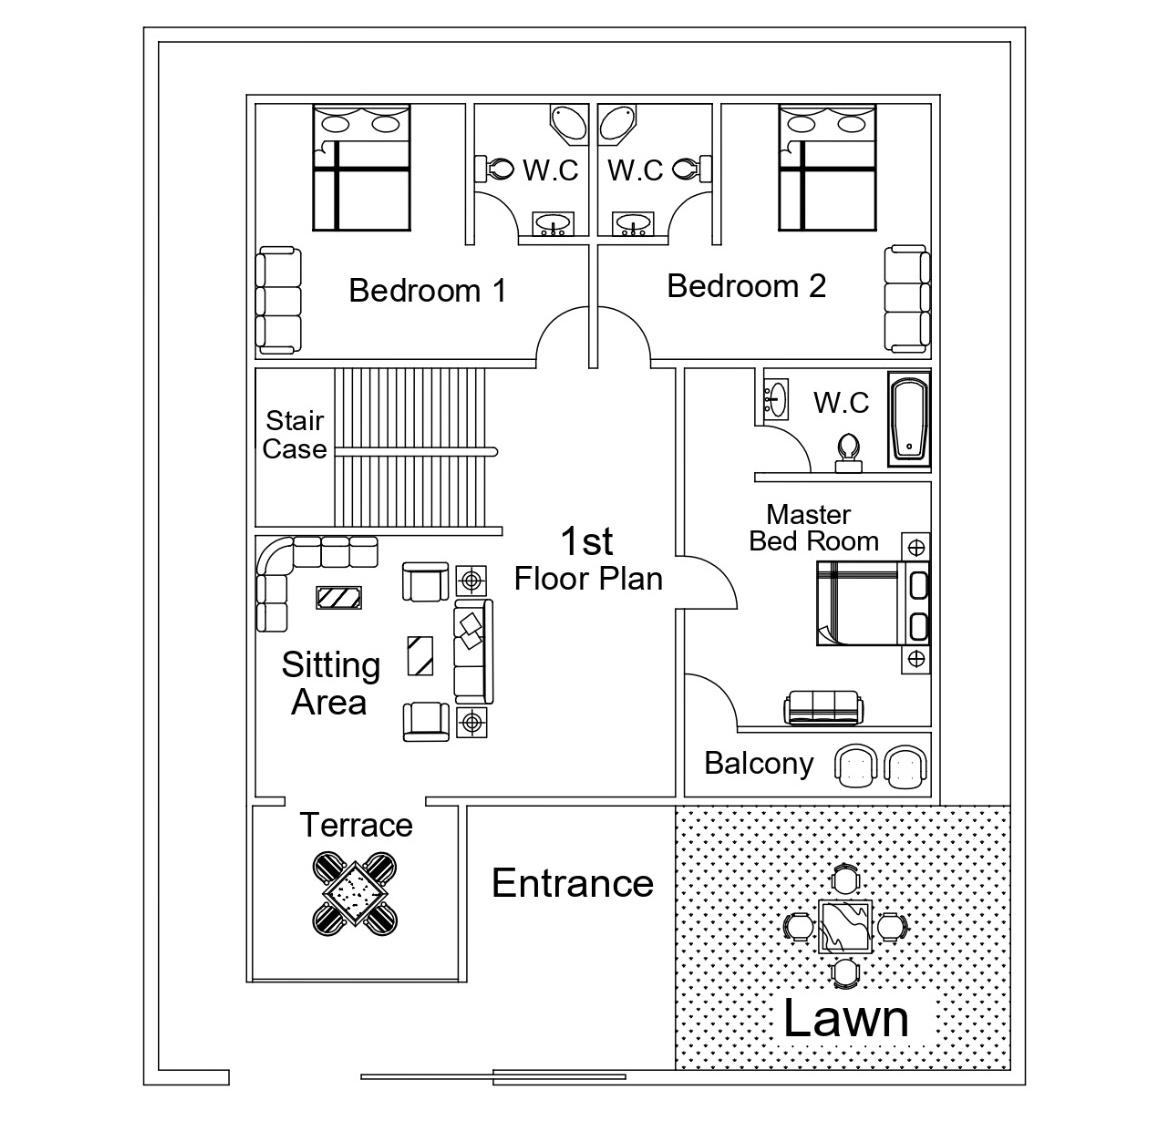 W.C
W.C
Bedroom 1
Bedroom 2
Stair
Case
W.C
Master
Bed Room
1st
Floor Plan
Sitting
Area
Balcony
Terrace
Entrance
Lawn